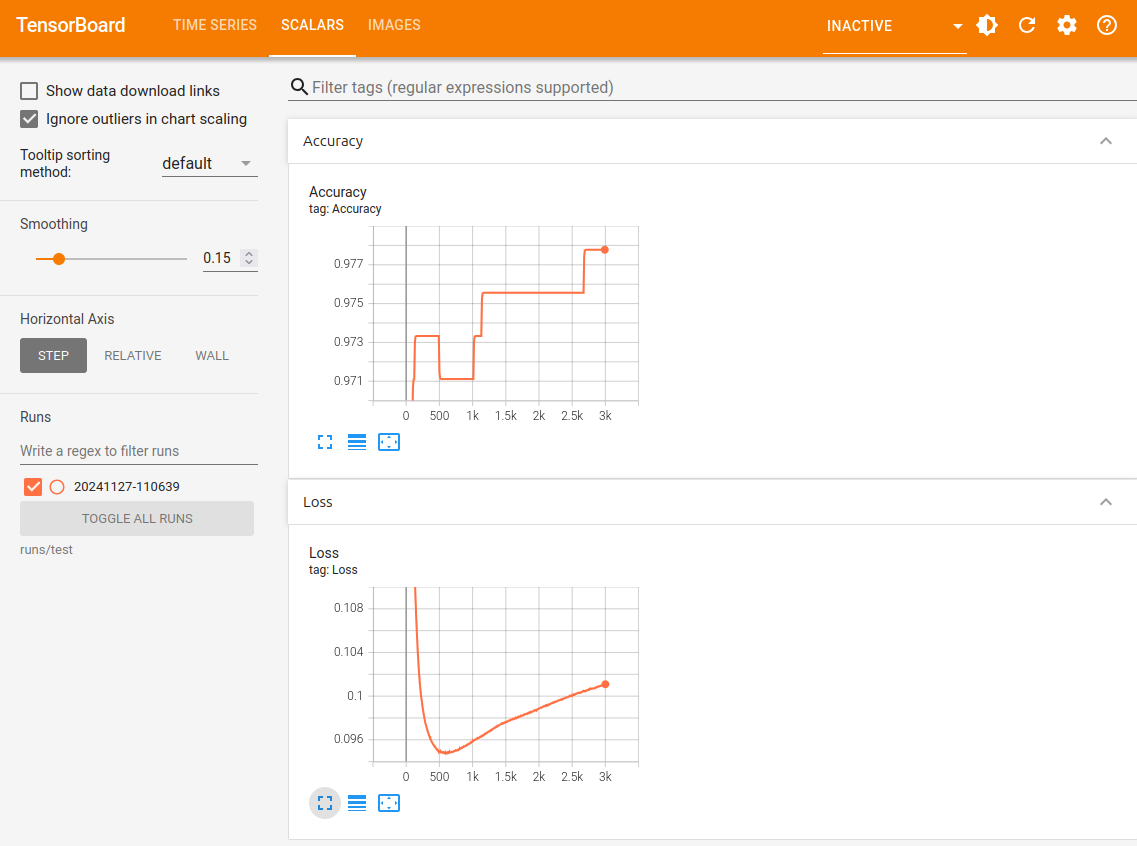 TensorBoard
TIME SERIES
SCALARS
IMAGES
INACTIVE
Show data download links
Ignore outliers in chart scaling
Tooltip sorting
method:
default
Smoothing
0.15
Horizontal Axis
STEP
RELATIVE
WALL
Runs
Write a regex to filter runs
20241127-110639
TOGGLE ALL RUNS
runs/test
Filter tags (regular expressions supported)
Accuracy
Accuracy
tag: Accuracy
0.977
0.975
0.973
0.971
0 500 1k 1.5k 2k 2.5k 3k
Loss
Loss
tag: Loss
0.108
0.104
0.1
0.096
0 500 1k 1.5k 2k 2.5k 3k